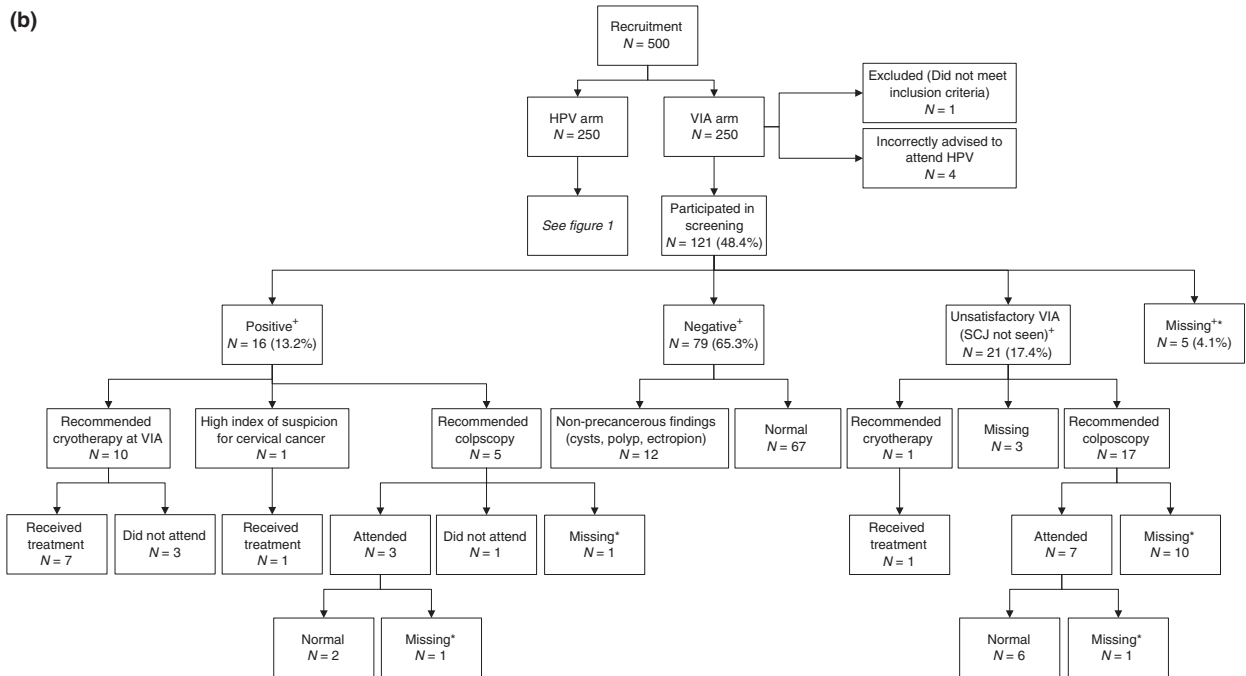 (b)
Recruitment
N = 500
Excluded (Did not meet
inclusion criteria)
N = 1
HPV arm
N = 250
VIA arm
N = 250
Incorrectly advised to
attend HPV
N = 4
See figure 1
Participated in
screening
N = 121 (48.4%)
Positive+
N = 16 (13.2%)
Negative+
N = 79 (65.3%)
Unsatisfactory VIA
(SCJ not seen)+
N = 21 (17.4%)
Missing+*
N = 5 (4.1%)
Recommended
cryotherapy at VIA
N = 10
High index of suspicion
for cervical cancer
N = 1
Recommended
colpscopy
N = 5
Non-precancerous findings
(cysts, polyp, ectropion)
N = 12
Normal
N = 67
Recommended
cryotherapy
N = 1
Missing
N = 3
Recommended
colposcopy
N = 17
Received
treatment
N = 7
Did not attend
N = 3
Received
treatment
N = 1
Attended
N = 3
Did not attend
N = 1
Missing*
N = 1
Received
treatment
N = 1
Attended
N = 7
Missing*
N = 10
Normal
N = 2
Missing*
N = 1
Normal
N = 6
Missing*
N = 1